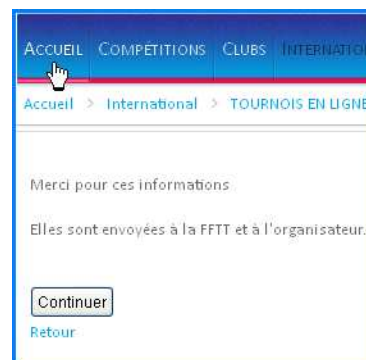 ACCUEIL COMPÉTITIONS CLUBS INTERNATIO
Accueil > International > TOURNOIS EN LIGNE
Merci pour ces informations
Elles sont envoyées à la FFTT et à l'organisateur.
Continuer
Retour